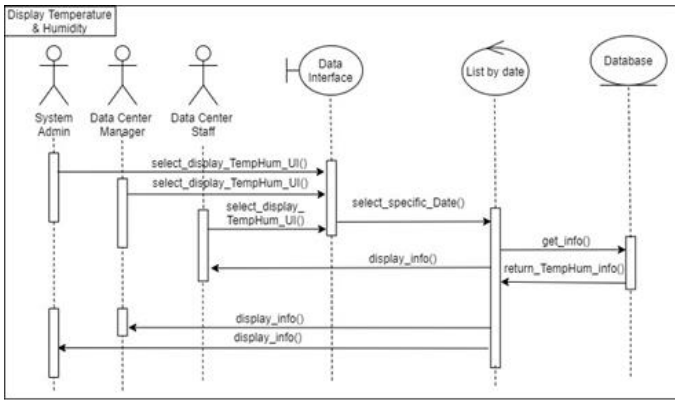 Display Temperature
& Humidity
Data
Interface
List by date
Database
System
Admin
Data Center
Manager
Data Center
Staff
select_display_TempHum_UI()
select_display_TempHum_UI()
select_display_
TempHum_UI()
select_specific_Date()
get_info()
display_info()
return_TempHum_info()
display_info()
display_info()